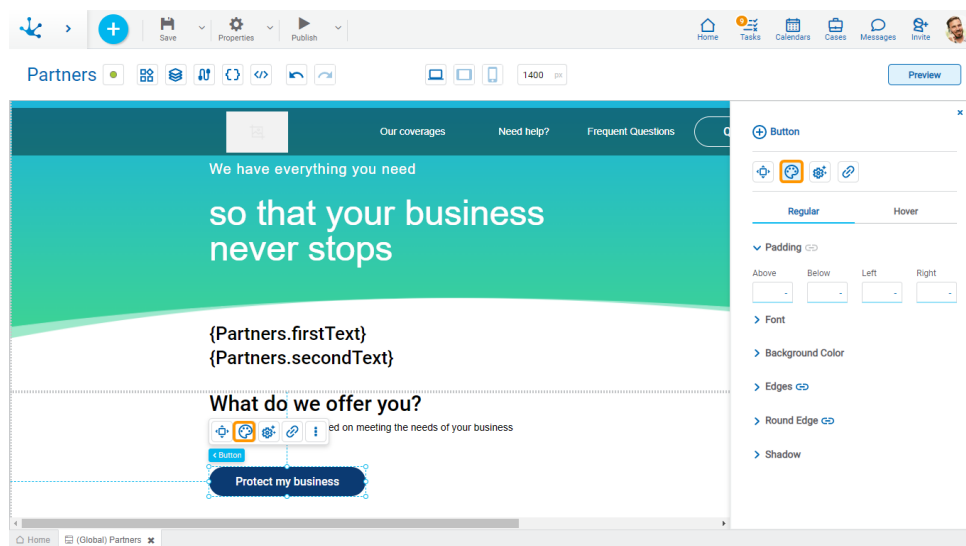 Save
Properties
Publish
Home
9
Tasks
Calendars
Cases
Messages
Invite
Partners
1400 px
Preview
Our coverages
Need help?
Frequent Questions
We have everything you need
so that your business
never stops
{Partners.firstText}
{Partners.secondText}
What do we offer you?
ed on meeting the needs of your business
Button
Protect my business
Button
Regular
Hover
Padding
Above
Below
Left
Right
-
-
-
-
Font
Background Color
Edges
Round Edge
Shadow
Home
(Global) Partners